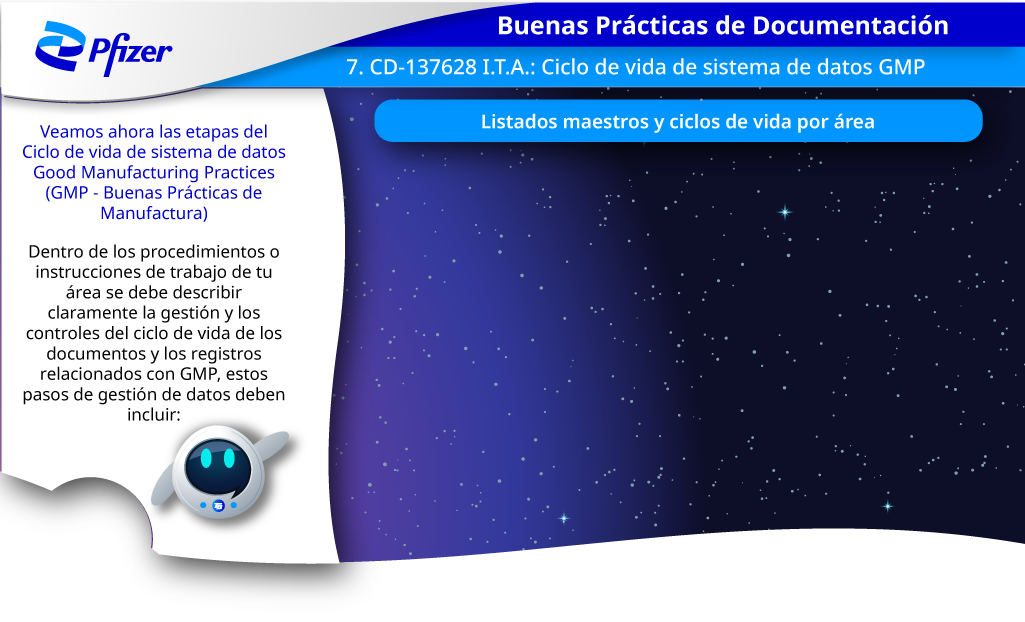 Pfizer
Buenas Prácticas de Documentación
7. CD-137628 I.T.A.: Ciclo de vida de sistema de datos GMP
Listados maestros y ciclos de vida por área
Veamos ahora las etapas del
Ciclo de vida de sistema de datos
Good Manufacturing Practices
(GMP - Buenas Prácticas de
Manufactura)
Dentro de los procedimientos o
instrucciones de trabajo de tu
área se debe describir
claramente la gestión y los
controles del ciclo de vida de los
documentos y los registros
relacionados con GMP, estos
pasos de gestión de datos deben
incluir: